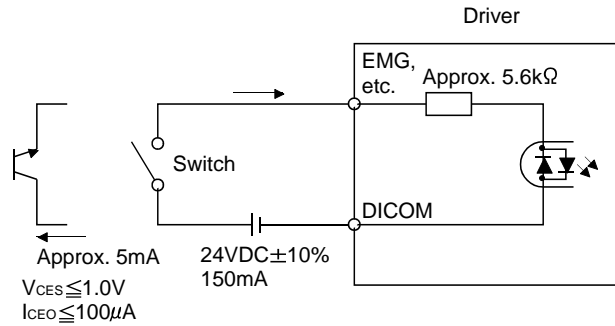 Driver
EMG,
etc.
Approx. 5.6kΩ
Switch
DICOM
Approx. 5mA
24VDC±10%
150mA
VCES≦1.0V
ICEO≦100μA